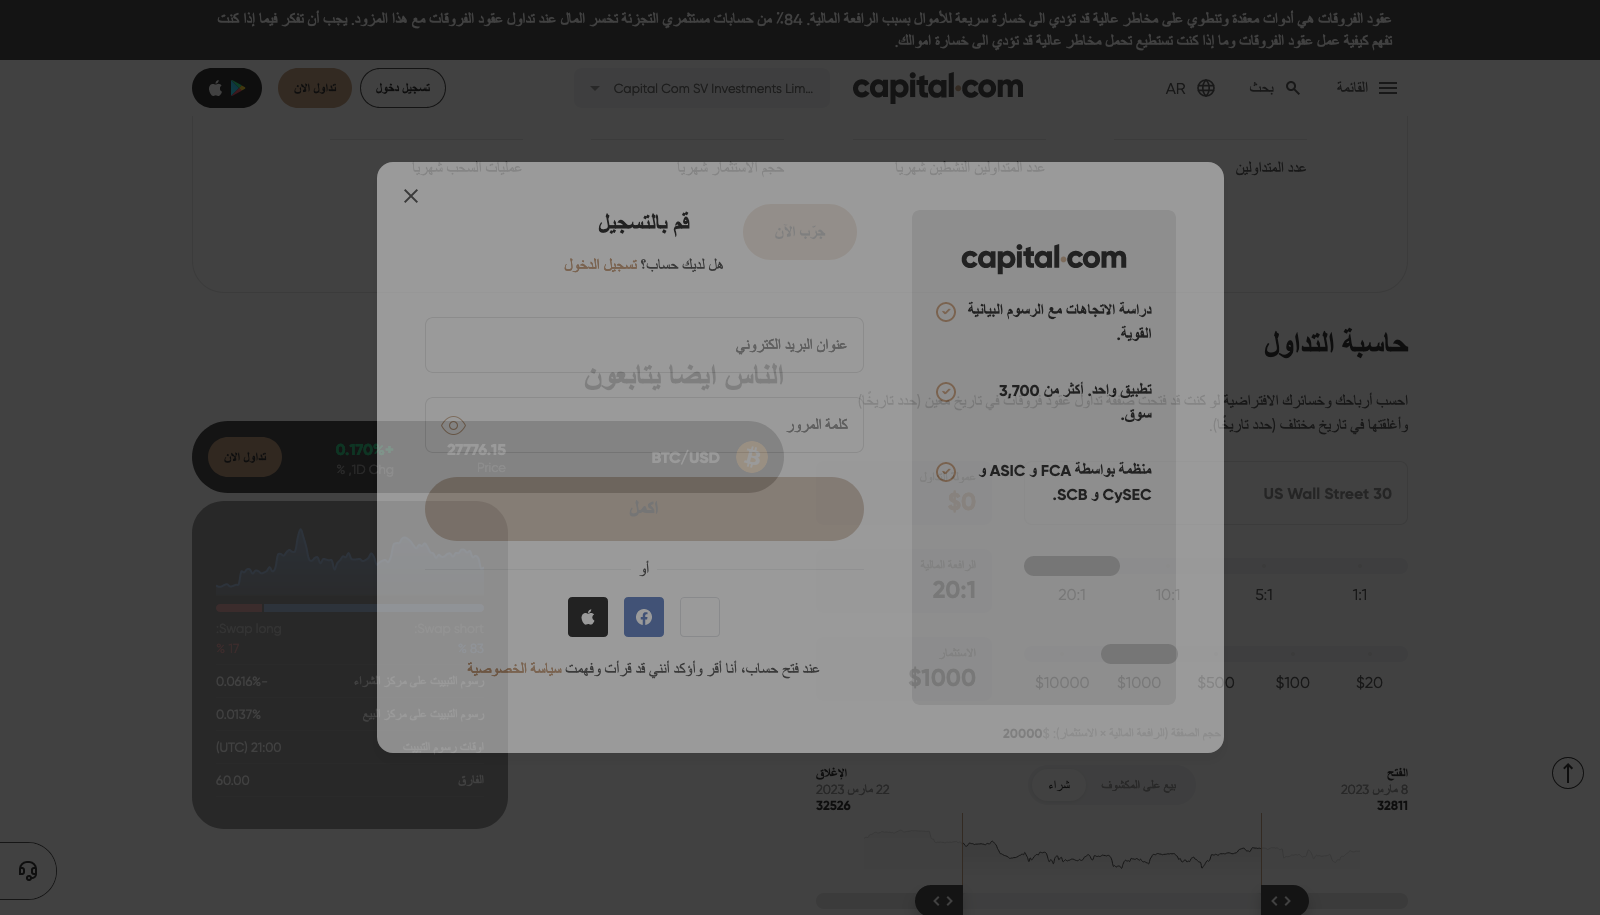 عقود الفروقات هي أدوات معقدة وتنطوي على مخاطر عالية قد تؤدي الى خسارة سريعة للأموال بسبب الرافعة المالية. 84٪ من حسابات مستثمري التجزئة تخسر المال عند تداول عقود الفروقات مع هذا المزود. يجب أن تفكر فيما إذا كنت
تفهم كيفية عمل عقود الفروقات وما إذا كنت تستطيع تحمل مخاطر عالية قد تؤدي الى خسارة اموالك.
القائمة
بحث
AR
capital.com
Capital Com SV Investments Lim...
تسجيل دخول
تداول الآن
عدد المتداولين
عدد المتداولين النشطين شهريا
حجم الاستثمار شهريا
عمليات السحب شهريا
جرّب الآن
قم بالتسجيل
هل لديك حساب؟ تسجيل الدخول
عنوان البريد الكتروني
كلمة المرور
اكمل
أو
عند فتح حساب، أنا أقر وأؤكد أنني قد قرأت وفهمت سياسة الخصوصية
capital.com
دراسة الاتجاهات مع الرسوم البيانية
القوية.
تطبيق واحد. أكثر من 3,700
سوق.
منظمة بواسطة FCA و ASIC و
CySEC و SCB.
حاسبة التداول
احسب أرباحك وخسائرك الافتراضية لو كنت قد فتحت صفقة تداول عقود فروقات في تاريخ معين (حدد تاريخًا)
وأغلقتها في تاريخ مختلف (حدد تاريخًا).
US Wall Street 30
$0
الرافعة المالية
20:1
20:1
10:1
5:1
1:1
الاستثمار
$1000
$10000
$1000
$500
$100
$20
حجم الصفقة (الرافعة المالية × الاستثمار): $20000
الفتح
8 مارس 2023
32811
بيع على المكشوف
شراء
الإغلاق
22 مارس 2023
32526
الناس ايضا يتابعون
BTC/USD
27776.15
Price
+0.170%
% ,1D Chg
تداول الآن
Swap short:
Swap long:
رسوم التبييت على مركز الشراء
-0.0616%
رسوم التبييت على مركز البيع
0.0137%
اوقات رسوم التبييت
21:00 (UTC)
الفارق
60.00